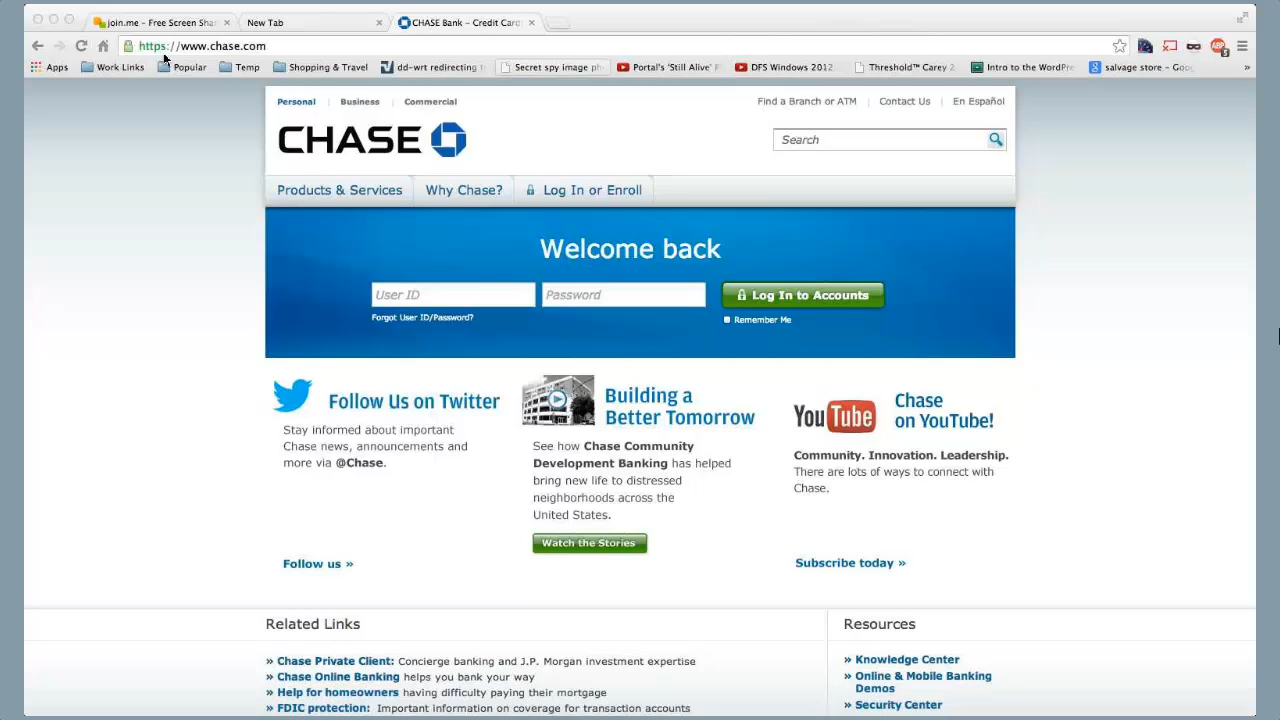 join.me - Free Screen Shar
New Tab
CHASE Bank - Credit Card
https://www.chase.com
Apps
Work Links
Popular
Temp
Shopping & Travel
dd-wrt redirecting
Secret spy image ph
Portal's 'Still Alive'
DFS Windows 2012
Threshold™ Carey 2
Intro to the WordPr
salvage store - Goo
»
Personal | Business | Commercial
Find a Branch or ATM | Contact Us | En Español
CHASE
Search
Products & Services
Why Chase?
Log In or Enroll
Welcome back
User ID
Password
Log In to Accounts
Forgot User ID/Password?
Remember Me
Follow Us on Twitter
Stay informed about important
Chase news, announcements and
more via @Chase.
Follow us »
Building a
Better Tomorrow
See how Chase Community
Development Banking has helped
bring new life to distressed
neighborhoods across the
United States.
Watch the Stories
YouTube
Chase
on YouTube!
Community. Innovation. Leadership.
There are lots of ways to connect with
Chase.
Subscribe today »
Related Links
» Chase Private Client: Concierge banking and J.P. Morgan investment expertise
» Chase Online Banking helps you bank your way
» Help for homeowners having difficulty paying their mortgage
» FDIC protection: Important information on coverage for transaction accounts
Resources
» Knowledge Center
» Online & Mobile Banking
Demos
» Security Center